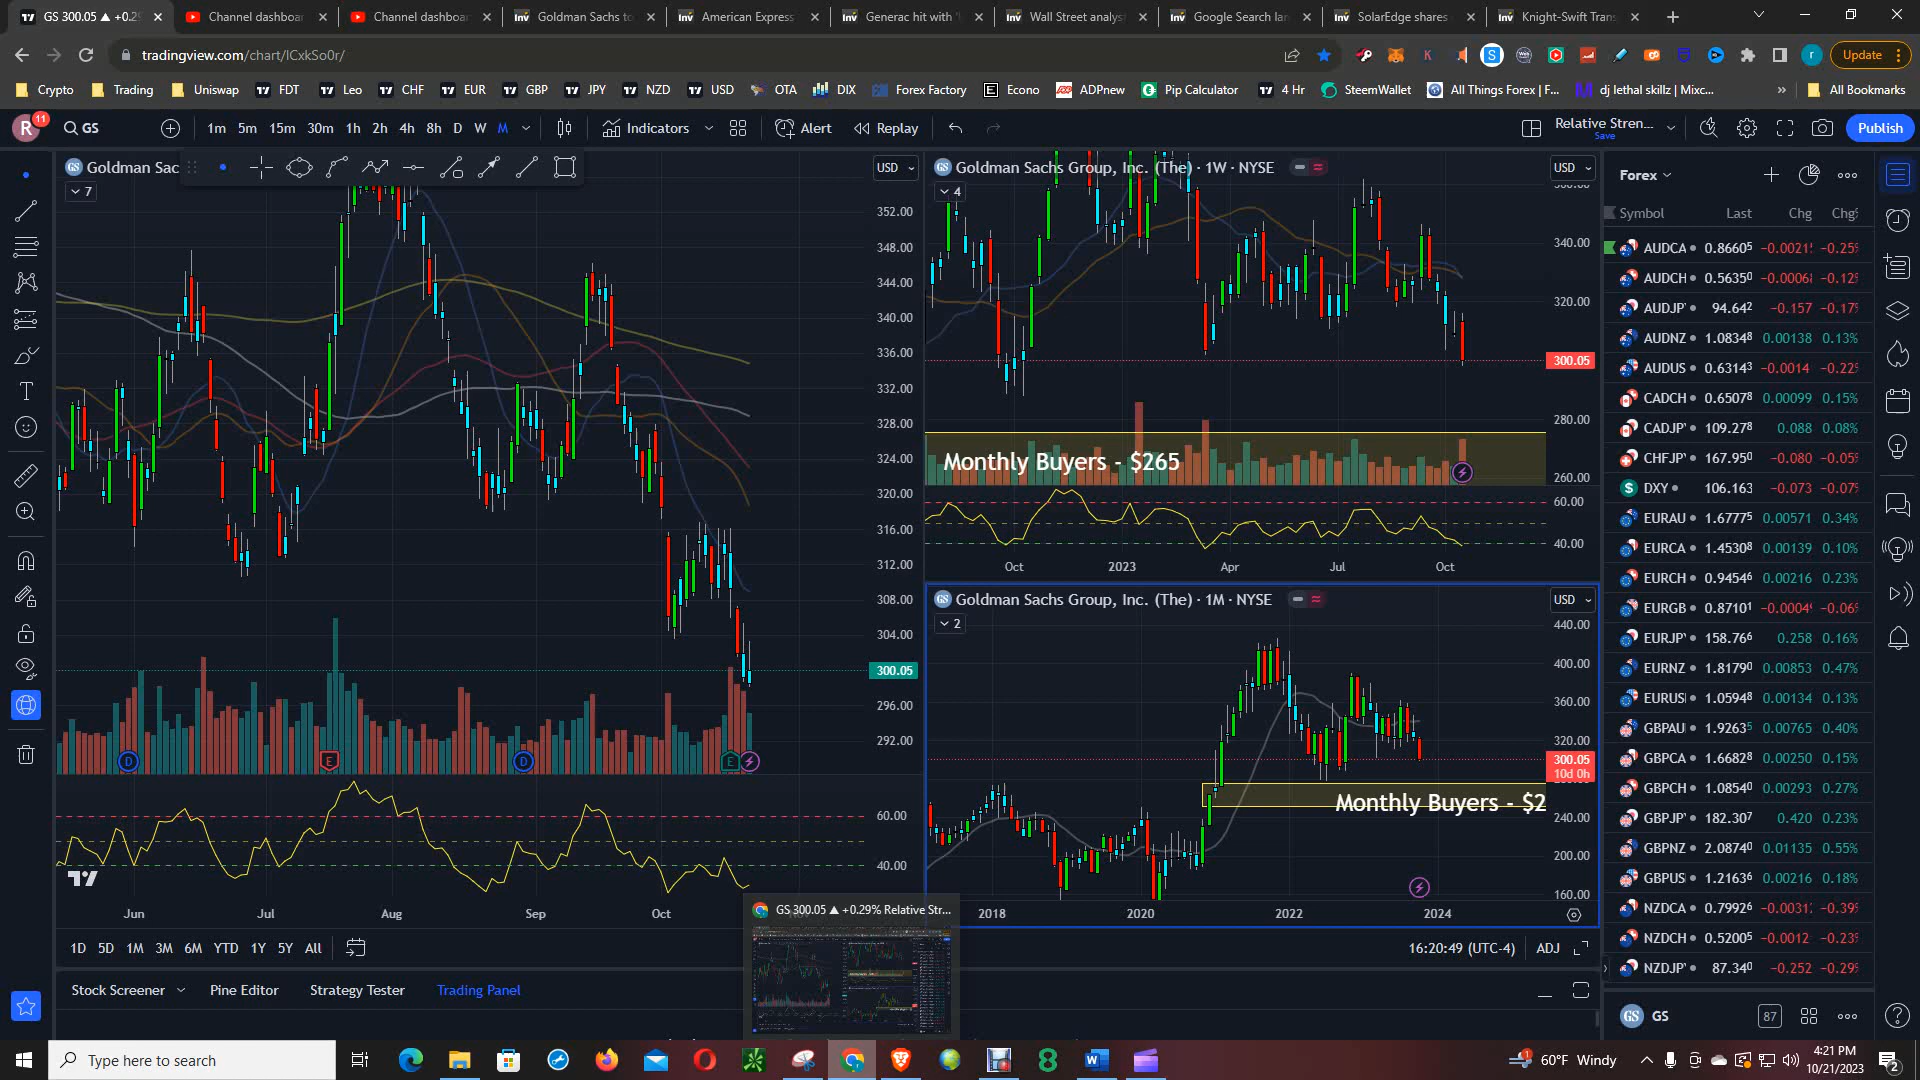 GS 300.05 ▲ +0.29
Channel dashboar
Channel dashboar
Goldman Sachs to
American Express
Generac hit with '
Wall Street analys
Google Search lan
SolarEdge shares
Knight-Swift Tran
tradingview.com/chart/lCxkSo0r/
Update
Crypto
Trading
Uniswap
FDT
Leo
CHF
EUR
GBP
JPY
NZD
USD
OTA
DIX
Forex Factory
Econo
ADPnew
Pip Calculator
4 Hr
SteemWallet
All Things Forex | F...
dj lethal skillz | Mixc...
»
All Bookmarks
R
11
GS
1m 5m 15m 30m 1h 2h 4h 8h D W M
Indicators
Alert
Replay
Relative Stren...
Save
Publish
Goldman Sac
7
USD
352.00
348.00
344.00
340.00
336.00
332.00
328.00
324.00
320.00
316.00
312.00
308.00
304.00
300.05
296.00
292.00
D
E
D
E
60.00
40.00
Jun Jul Aug Sep Oct
Goldman Sachs Group, Inc. (The) · 1W · NYSE
4
USD
340.00
320.00
300.05
280.00
260.00
Monthly Buyers - $265
60.00
40.00
Oct 2023 Apr Jul Oct
Goldman Sachs Group, Inc. (The) · 1M · NYSE
2
USD
440.00
400.00
360.00
320.00
300.05
10d 0h
240.00
200.00
160.00
Monthly Buyers - $2
2018 2020 2022 2024
GS 300.05 ▲ +0.29% Relative Str...
1D 5D 1M 3M 6M YTD 1Y 5Y All
16:20:49 (UTC-4)
ADJ
Stock Screener
Pine Editor
Strategy Tester
Trading Panel
Forex
Symbol Last Chg Chg%
AUDCA 0.86605 −0.0021 −0.25%
AUDCH 0.56350 −0.0006 −0.12%
AUDJP 94.642 −0.157 −0.17%
AUDNZ 1.08348 0.00138 0.13%
AUDUS 0.63143 −0.0014 −0.22%
CADCH 0.65078 0.00099 0.15%
CADJP 109.278 0.088 0.08%
CHFJP 167.950 −0.080 −0.05%
DXY 106.163 −0.073 −0.07%
EURAU 1.67775 0.00571 0.34%
EURCA 1.45308 0.00139 0.10%
EURCH 0.94546 0.00216 0.23%
EURGB 0.87101 −0.0004 −0.06%
EURJP 158.766 0.258 0.16%
EURNZ 1.81790 0.00853 0.47%
EURUS 1.05948 0.00134 0.13%
GBPAU 1.92635 0.00765 0.40%
GBPCA 1.66828 0.00250 0.15%
GBPCH 1.08540 0.00293 0.27%
GBPJP 182.307 0.420 0.23%
GBPNZ 2.08740 0.01135 0.55%
GBPUS 1.21636 0.00216 0.18%
NZDCA 0.79926 −0.0031 −0.39%
NZDCH 0.52005 −0.0012 −0.23%
NZDJP 87.340 −0.252 −0.29%
GS GS
87
Type here to search
60°F Windy
4:21 PM
10/21/2023
2